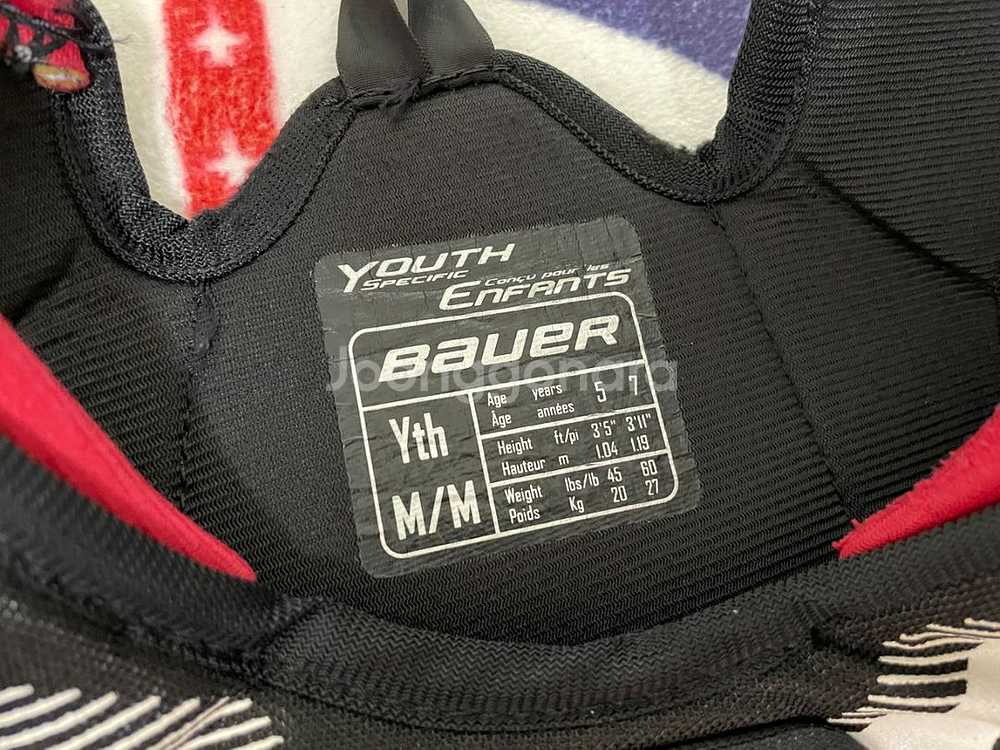 YOUTH
SPECIFIC Conçu pour les
ENFANTS
BAUER
Yth
M/M
Age years 5 7
Âge années
Height ft/pi 3'5" 3'11"
Hauteur m 1.04 1.19
Weight lbs/lb 45 60
Poids Kg 20 27
Joonggonara